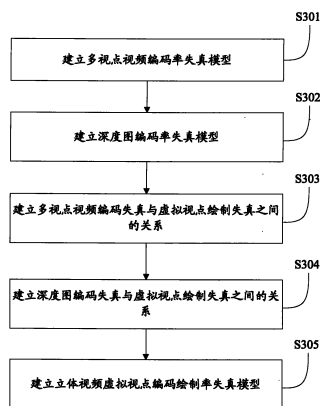 S301
建立多视点视频编码率失真模型
S302
建立深度图编码率失真模型
S303
建立多视点视频编码失真与虚拟视点绘制失真之间
的关系
S304
建立深度图编码失真与虚拟视点绘制失真之间的关
系
S305
建立立体视频虚拟视点编码绘制率失真模型